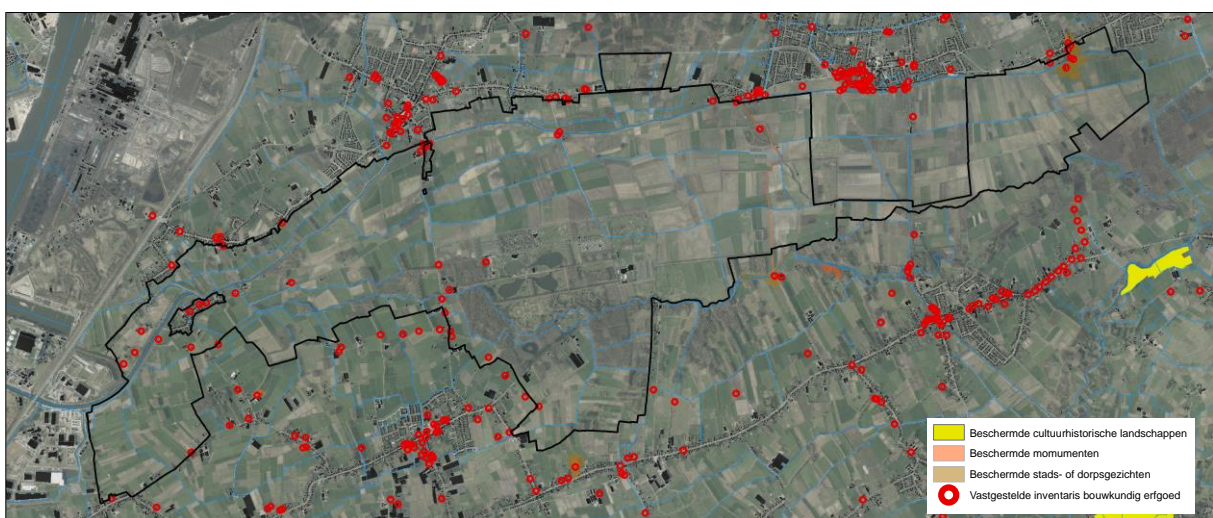 Beschermde cultuurhistorische landschappen
Beschermde momumenten
Beschermde stads- of dorpsgezichten
Vastgestelde inventaris bouwkundig erfgoed